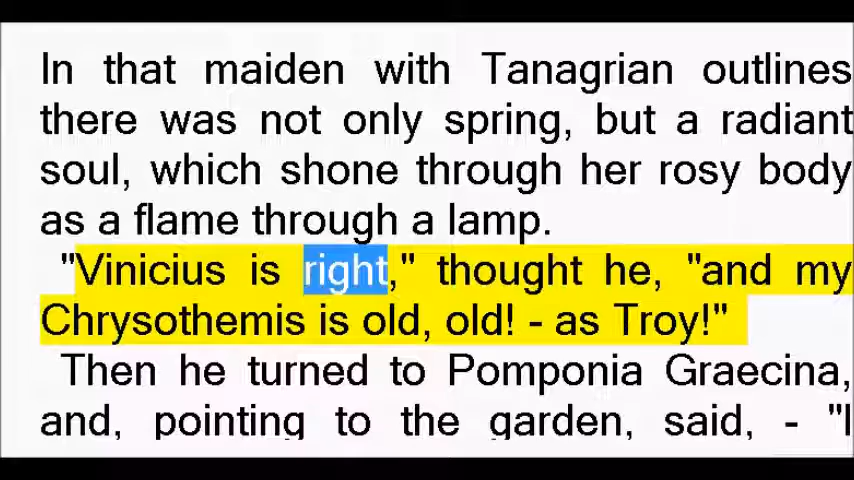 In that maiden with Tanagrian outlines
there was not only spring, but a radiant
soul, which shone through her rosy body
as a flame through a lamp.
"Vinicius is right," thought he, "and my
Chrysothemis is old, old! - as Troy!"
Then he turned to Pomponia Graecina,
and, pointing to the garden, said, - "I